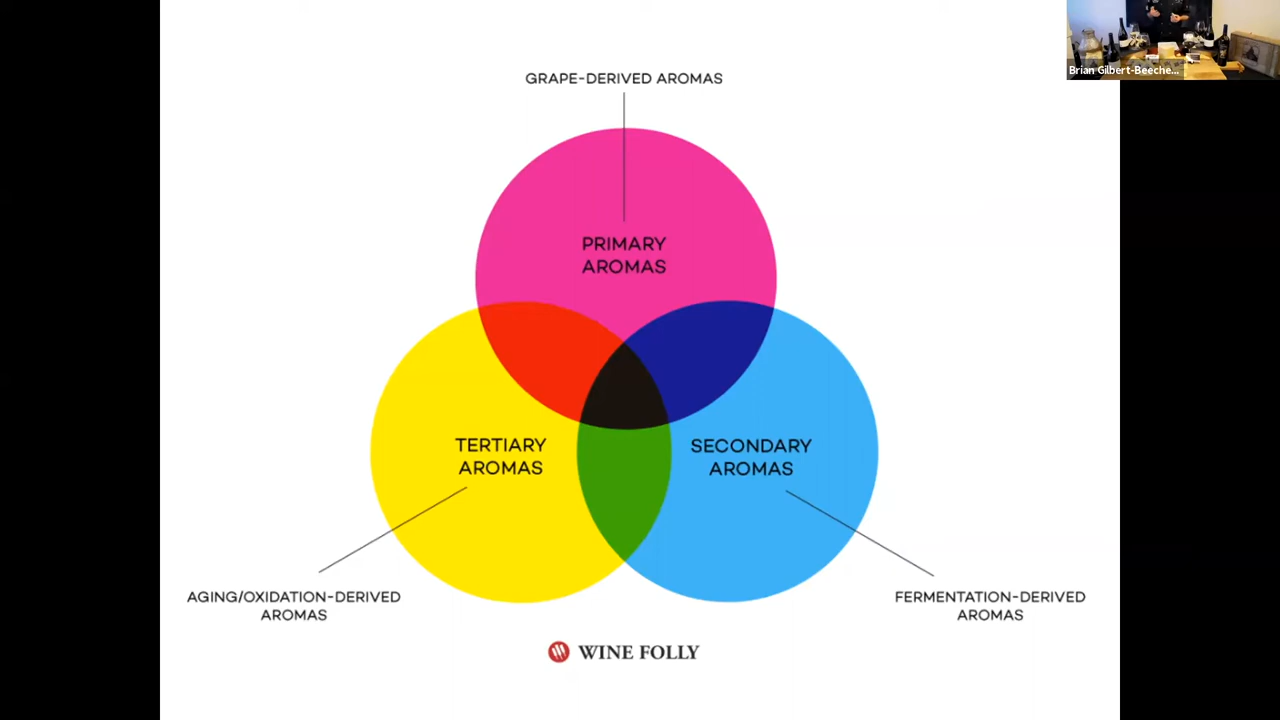 Brian Gilbert-Beeche...
GRAPE-DERIVED AROMAS
PRIMARY
AROMAS
TERTIARY
AROMAS
SECONDARY
AROMAS
AGING/OXIDATION-DERIVED
AROMAS
FERMENTATION-DERIVED
AROMAS
WINE FOLLY